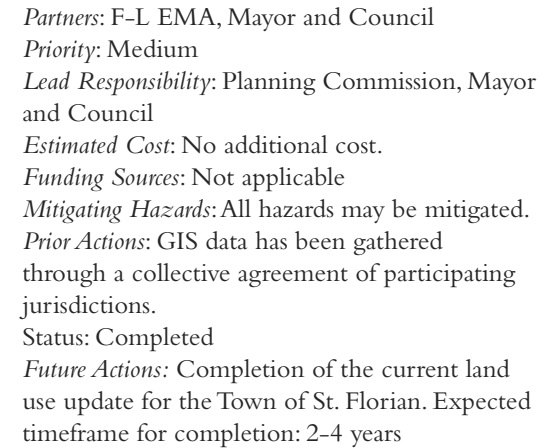 Partners: F-L EMA, Mayor and Council
Priority: Medium
Lead Responsibility: Planning Commission, Mayor
and Council
Estimated Cost: No additional cost.
Funding Sources: Not applicable
Mitigating Hazards: All hazards may be mitigated.
Prior Actions: GIS data has been gathered
through a collective agreement of participating
jurisdictions.
Status: Completed
Future Actions: Completion of the current land
use update for the Town of St. Florian. Expected
timeframe for completion: 2-4 years